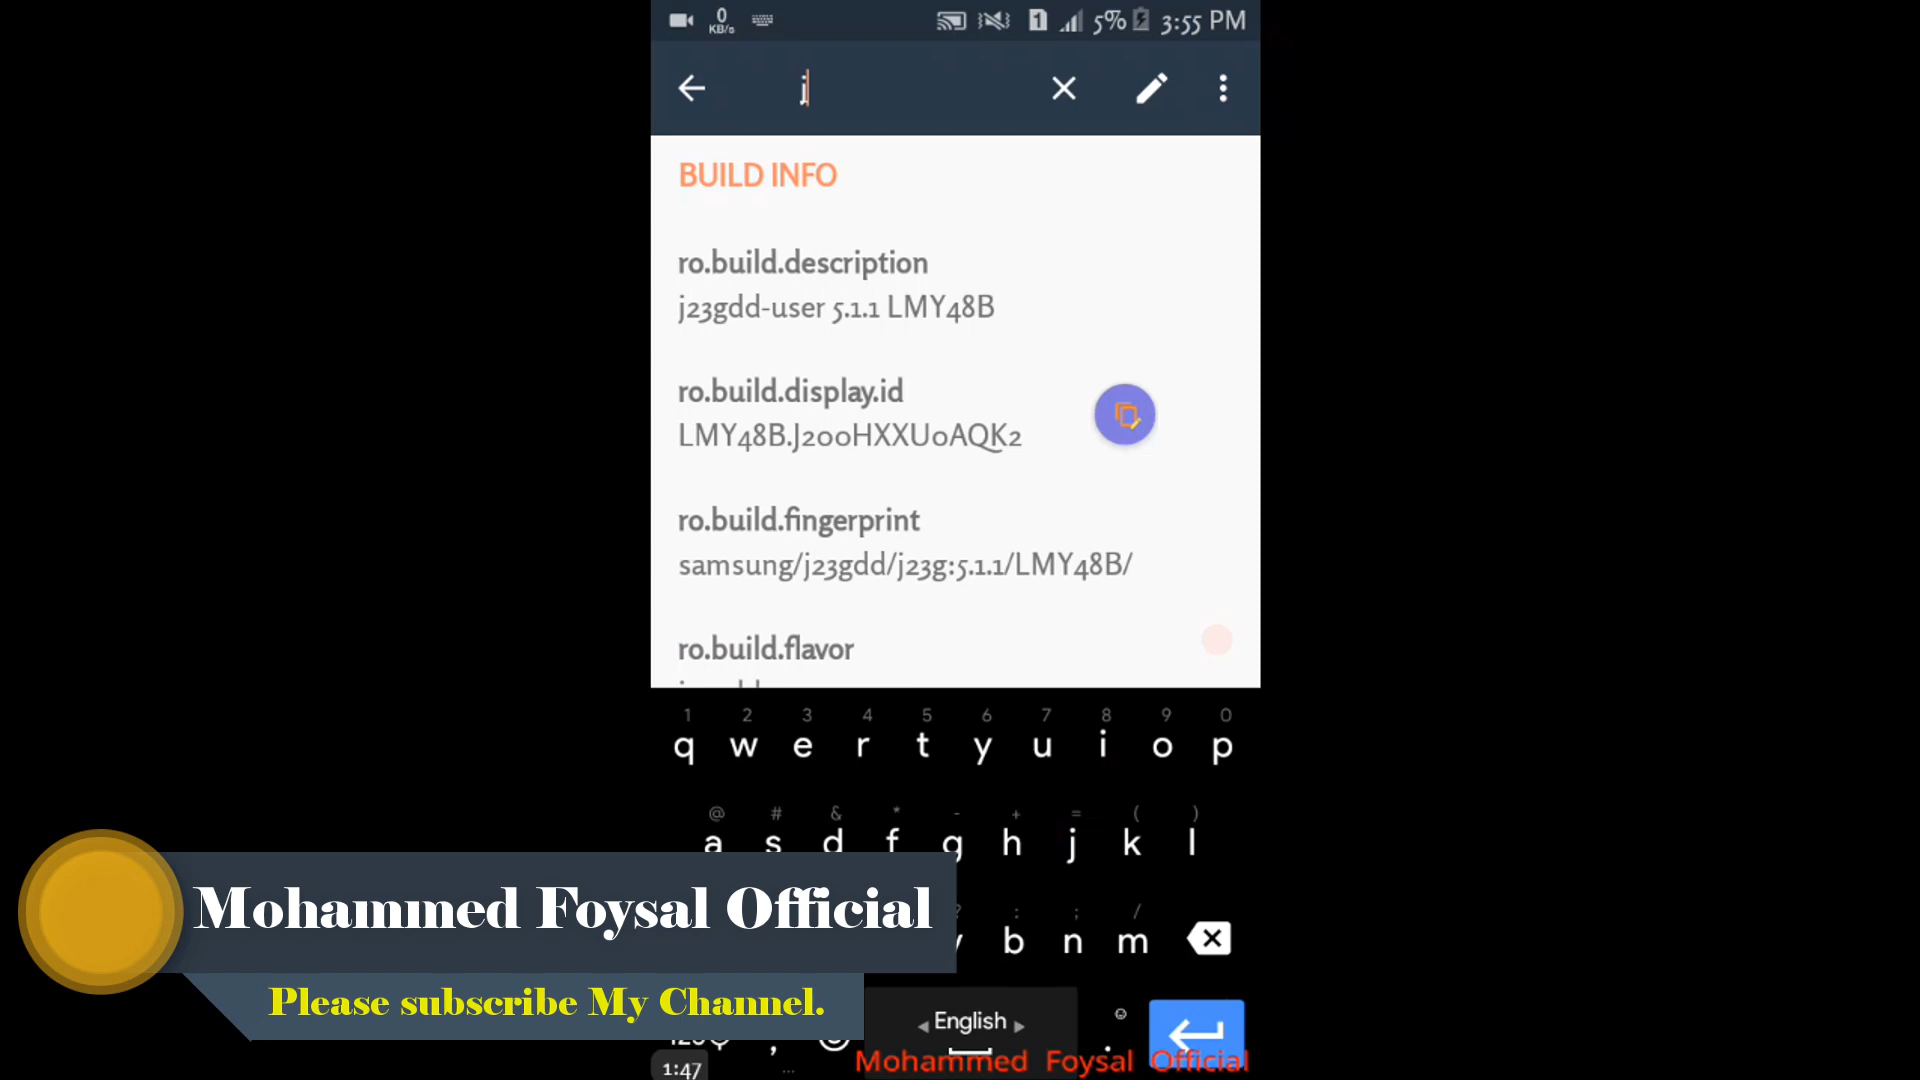 0
KB/s
1
5%
3:55 PM
j
BUILD INFO
ro.build.description
j23gdd-user 5.1.1 LMY48B
ro.build.display.id
LMY48B.J200HXXU0AQK2
ro.build.fingerprint
samsung/j23gdd/j23g:5.1.1/LMY48B/
ro.build.flavor
1 2 3 4 5 6 7 8 9 0
q w e r t y u i o p
@ # & * - + = ( )
a s d f g h j k l
? : ; /
b n m
Mohammed Foysal Official
Please subscribe My Channel.
English
, .
1:47
Mohammed Foysal Official